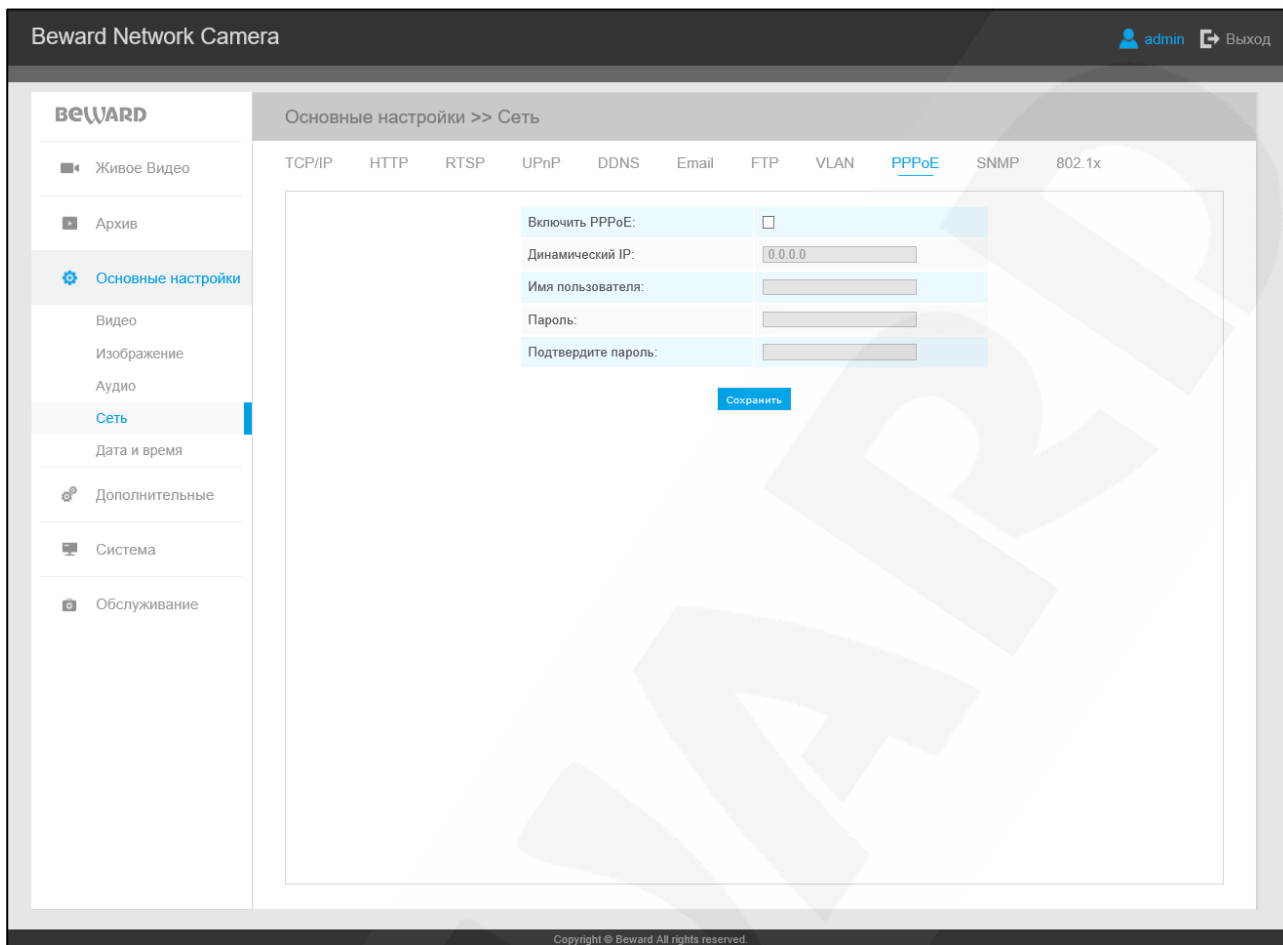 Beward Network Camera
admin Выход
BEWARD
Основные настройки >> Сеть
TCP/IP HTTP RTSP UPnP DDNS Email FTP VLAN PPPoE SNMP 802.1x
Живое Видео
Архив
Основные настройки
Видео
Изображение
Аудио
Сеть
Дата и время
Дополнительные
Система
Обслуживание
Включить PPPoE:
Динамический IP: 0.0.0.0
Имя пользователя:
Пароль:
Подтвердите пароль:
Сохранить
Copyright © Beward All rights reserved.